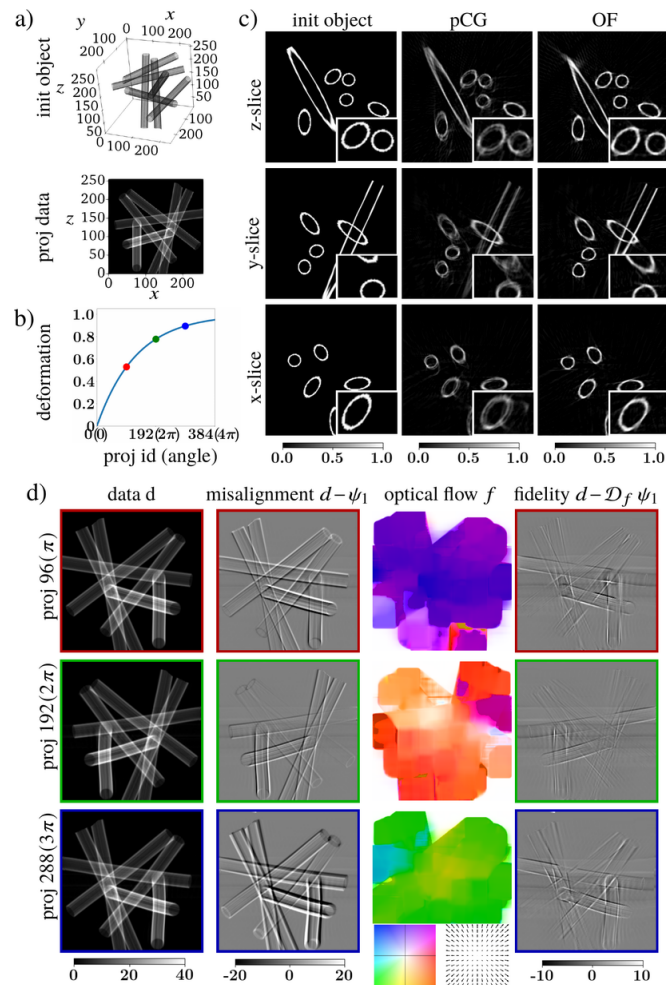 a)
init object
y
x
z
100
200
100
200
250
200
150
100
50
250
200
150
100
50
0
100
200
proj data
250
200
150
z
100
50
0
0
100
200
x
b)
deformation
1.0
0.8
0.6
0.4
0.2
0
0(0)
192(2π)
384(4π)
proj id (angle)
c)
init object
pCG
OF
z-slice
y-slice
x-slice
0.0
0.5
1.0
0.0
0.5
1.0
0.0
0.5
1.0
d)
data d
misalignment d−ψ₁
optical flow f
fidelity d−𝒟_f ψ₁
proj 96(π)
proj 192(2π)
proj 288(3π)
0
20
40
−20
0
20
−10
0
10